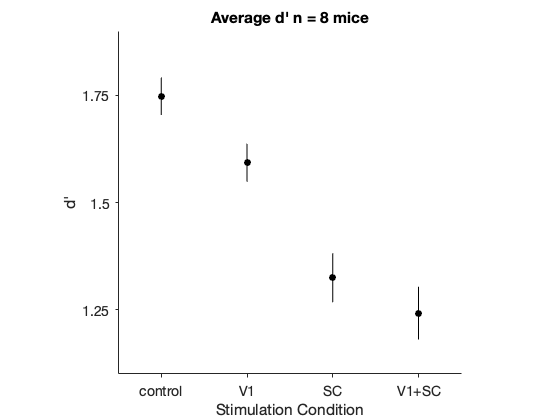 Average d' n = 8 mice
1.75
1.5
1.25
d'
control V1 SC V1+SC
Stimulation Condition